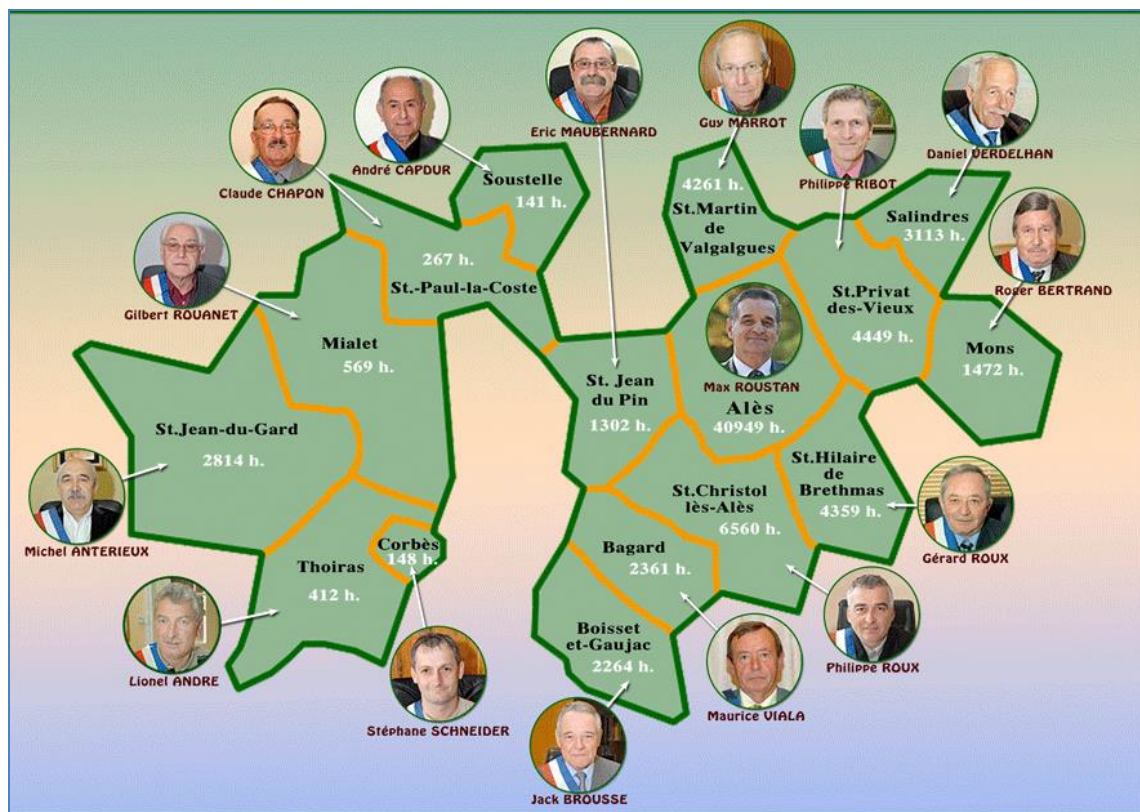 Guy MARROT
Eric MAUBERNARD
Daniel VERDELHAN
André CAPDUR
Claude CHAPON
Soustelle
141 h.
4261 h.
St.Martin
de
Valgalgues
Philippe RIBOT
Salindres
3113 h.
267 h.
St.-Paul-la-Coste
St.Privat
des-Vieux
4449 h.
Roger BERTRAND
Gilbert ROUANET
Mialet
569 h.
Mons
1472 h.
St. Jean
du Pin
1302 h.
Max ROUSTAN
Alès
40949 h.
St.Jean-du-Gard
2814 h.
St.Hilaire
de
Brethmas
4359 h.
St.Christol
lès-Alès
6560 h.
Michel ANTERIEUX
Corbès
148 h.
Bagard
2361 h.
Gérard ROUX
Thoiras
412 h.
Boisset
et-Gaujac
2264 h.
Philippe ROUX
Lionel ANDRE
Maurice VIALA
Stéphane SCHNEIDER
Jack BROUSSE